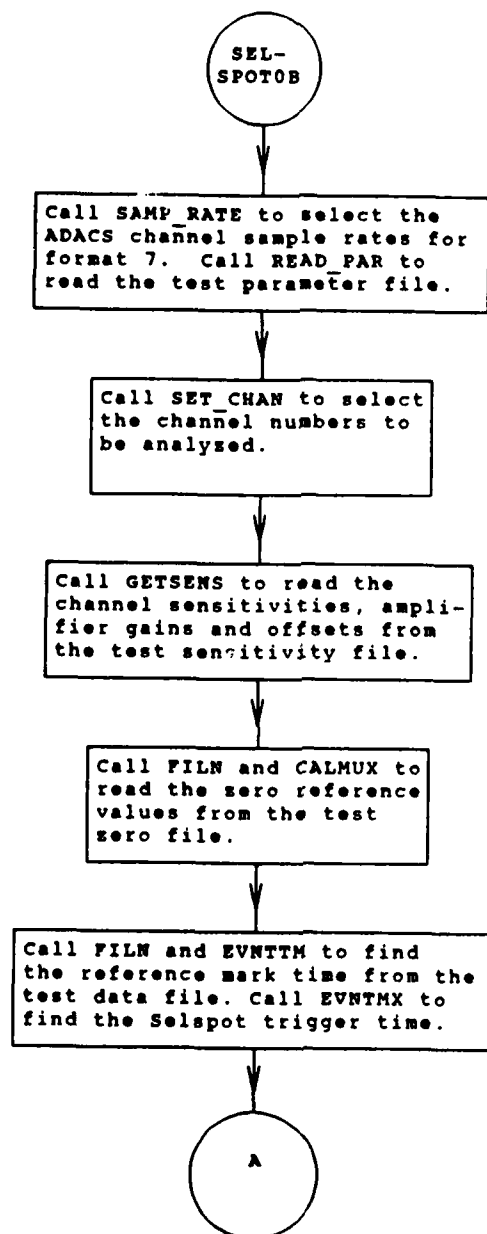 SEL-
SPOT0B
Call SAMP_RATE to select the
ADACS channel sample rates for
format 7. Call READ_PAR to
read the test parameter file.
Call SET_CHAN to select
the channel numbers to
be analyzed.
Call GETSENS to read the
channel sensitivities, ampli-
fier gains and offsets from
the test sensitivity file.
Call FILN and CALMUX to
read the zero reference
values from the test
zero file.
Call FILN and EVNTTM to find
the reference mark time from the
test data file. Call EVNTMX to
find the Selspot trigger time.
A